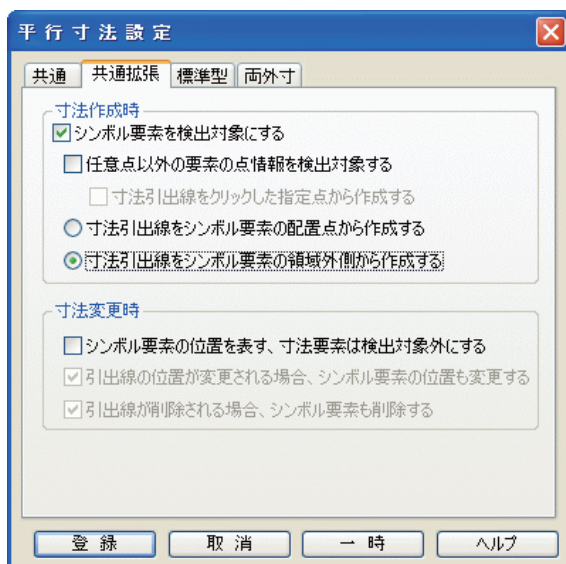 平行寸法設定
共通 共通拡張 標準型 両外寸
寸法作成時
シンボル要素を検出対象にする
任意点以外の要素の点情報を検出対象する
寸法引出線をクリックした指定点から作成する
寸法引出線をシンボル要素の配置点から作成する
寸法引出線をシンボル要素の領域外側から作成する
寸法変更時
シンボル要素の位置を表す、寸法要素は検出対象外にする
引出線の位置が変更される場合、シンボル要素の位置も変更する
引出線が削除される場合、シンボル要素も削除する
登録 取消 一時 ヘルプ